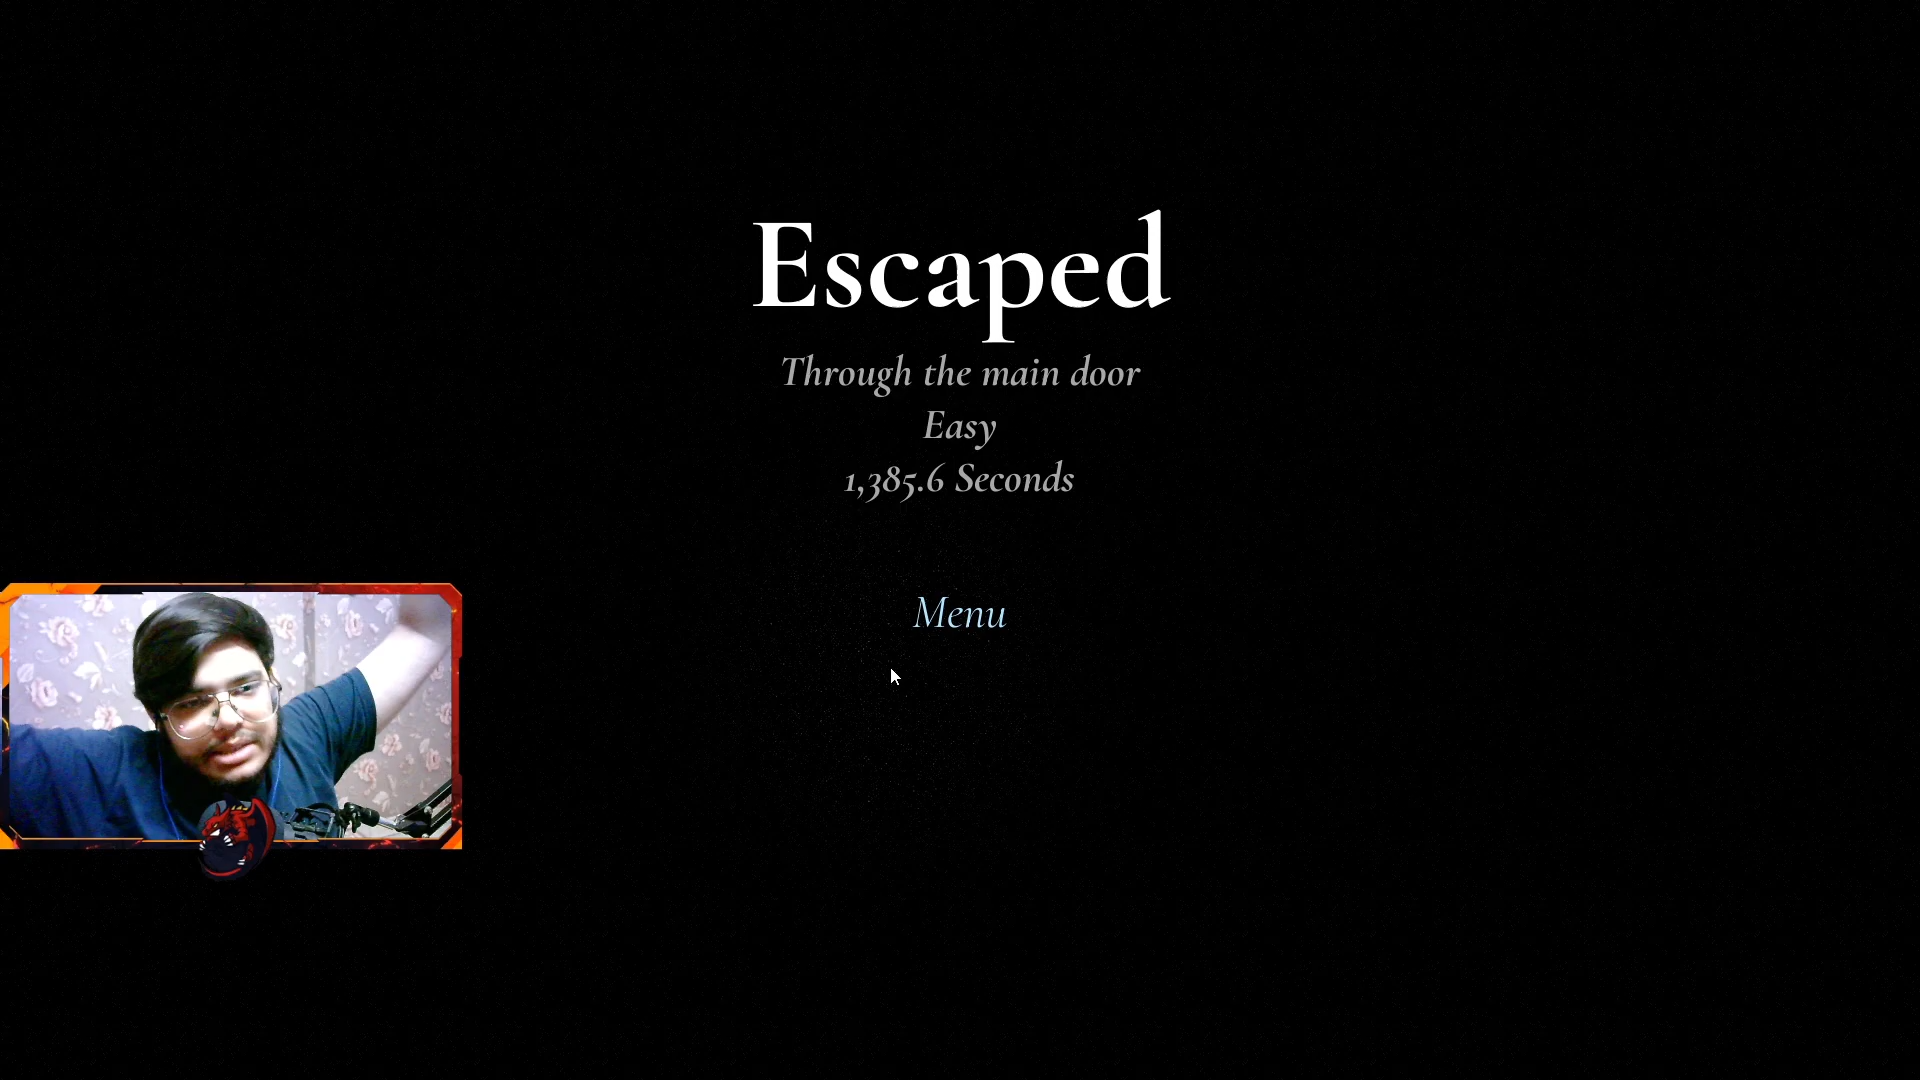 Escaped
Through the main door
Easy
1,385.6 Seconds
Menu